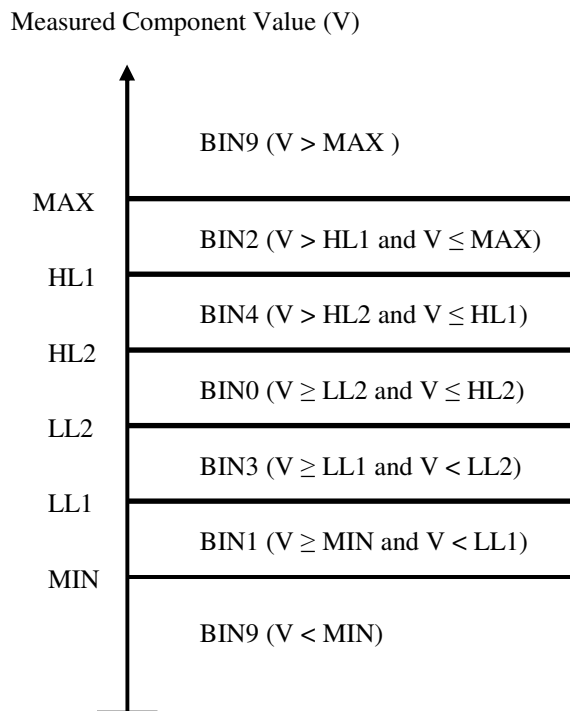 Measured Component Value (V)
BIN9 (V > MAX )
MAX
BIN2 (V > HL1 and V ≤ MAX)
HL1
BIN4 (V > HL2 and V ≤ HL1)
HL2
BIN0 (V ≥ LL2 and V ≤ HL2)
LL2
BIN3 (V ≥ LL1 and V < LL2)
LL1
BIN1 (V ≥ MIN and V < LL1)
MIN
BIN9 (V < MIN)